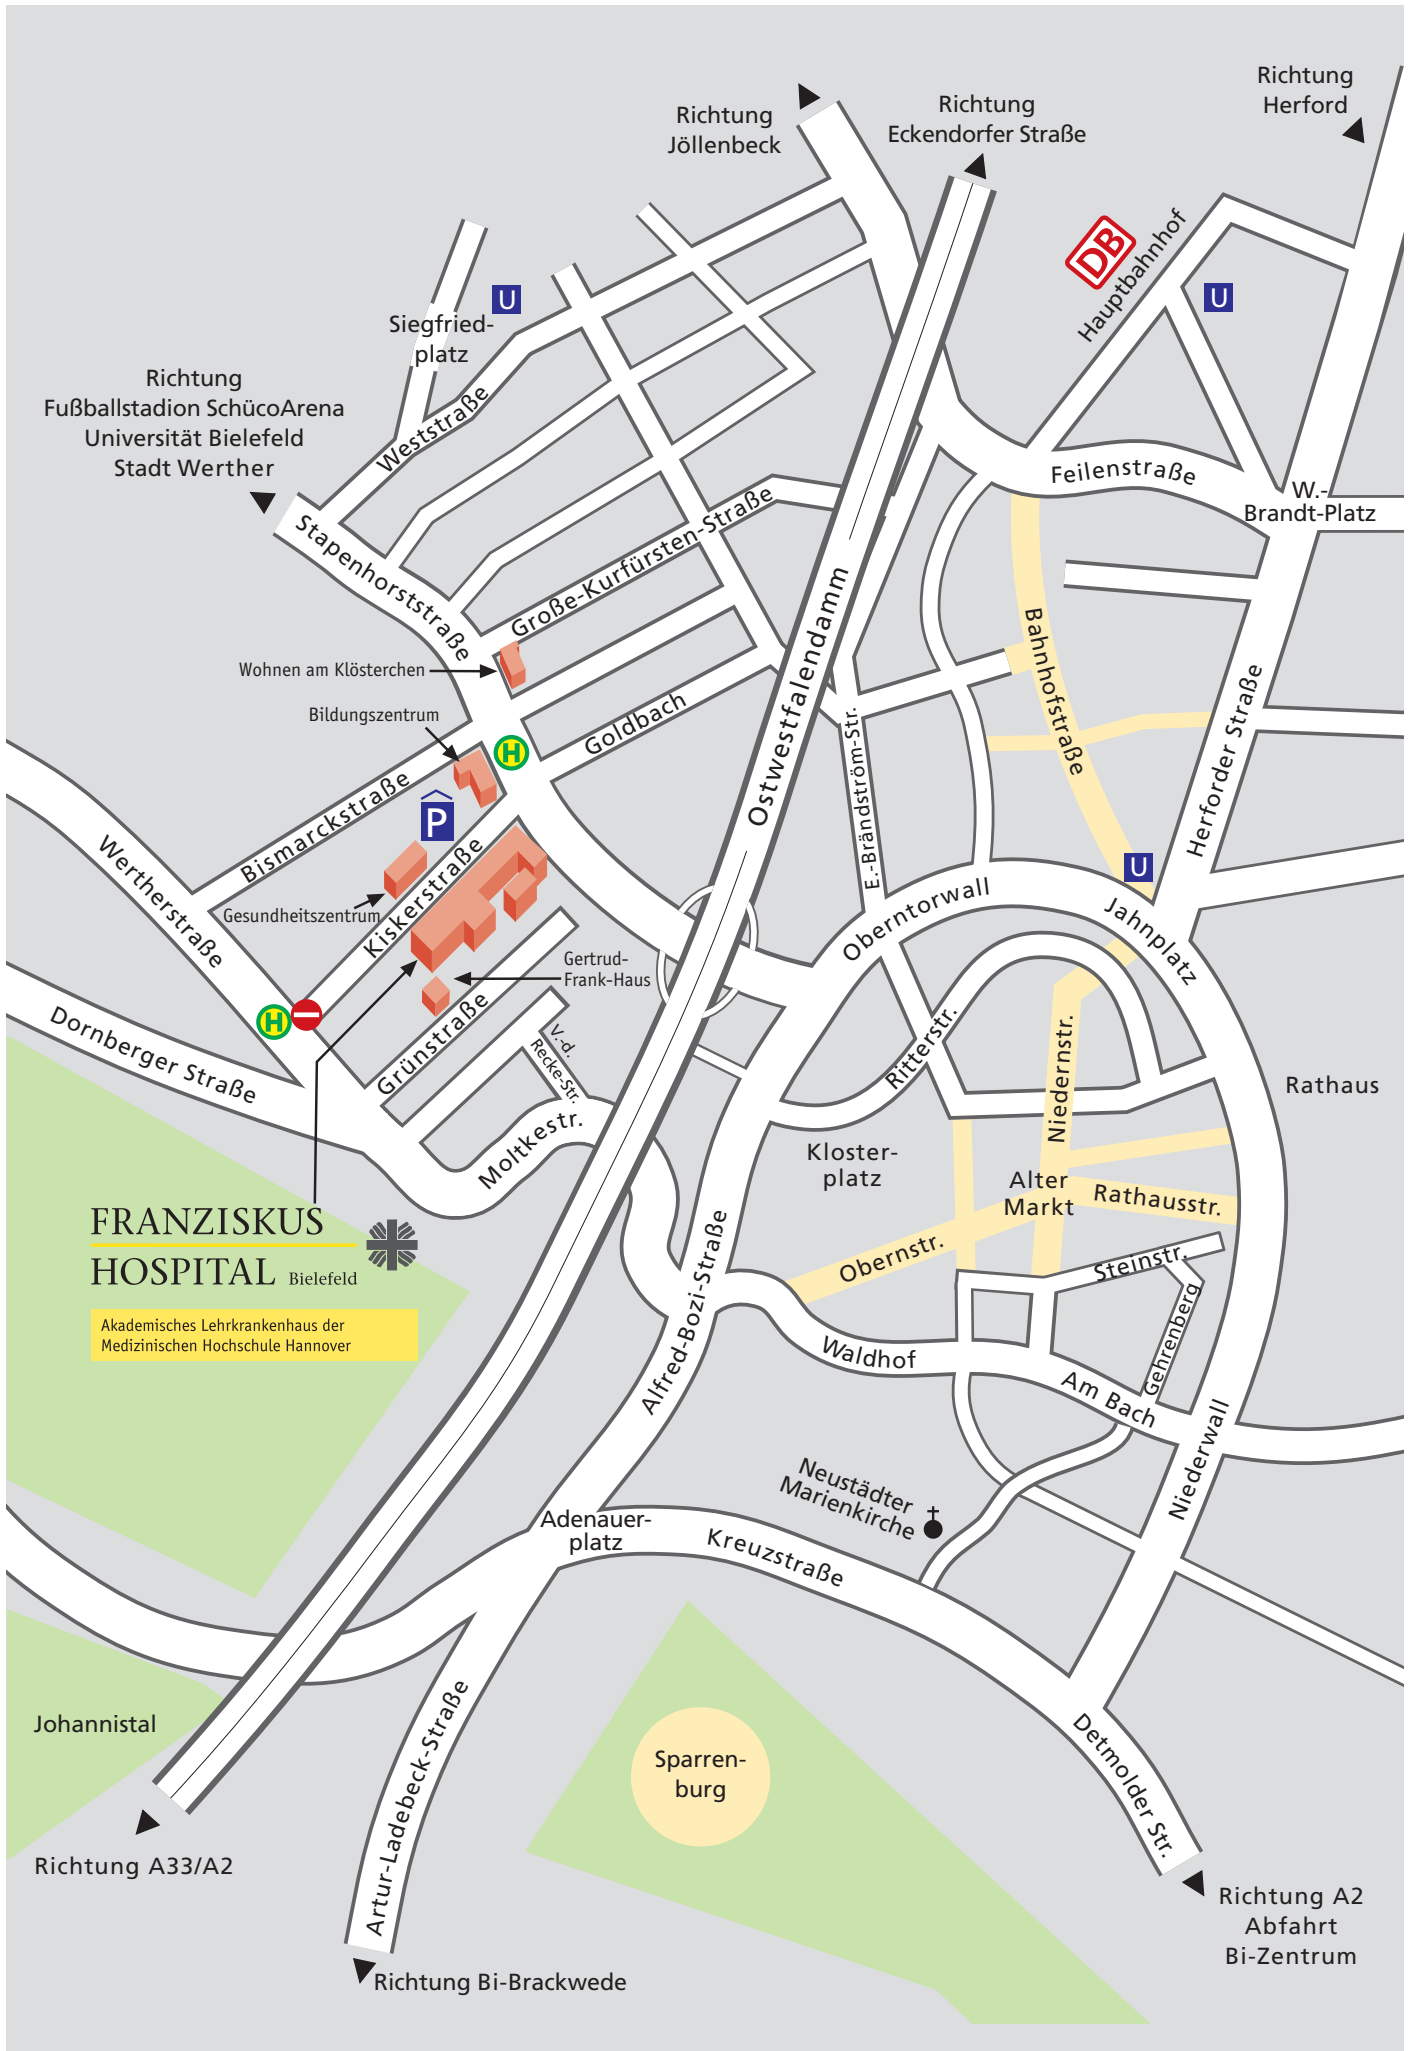 Richtung
Herford
Richtung
Eckendorfer Straße
Richtung
Jöllenbeck
DB
Hauptbahnhof
U
U
Siegfried-
platz
Richtung
Fußballstadion SchücoArena
Universität Bielefeld
Stadt Werther
Weststraße
Feilenstraße
W.-
Brandt-Platz
Stapenhorststraße
Große-Kurfürsten-Straße
Ostwestfalendamm
Bahnhofstraße
Herforder Straße
Wohnen am Klösterchen
Bildungszentrum
H
Goldbach
E.-Brändström-Str.
Bismarckstraße
P
Wertherstraße
Gesundheitszentrum
Kiskerstraße
U
Oberntorwall
Jahnplatz
Gertrud-
Frank-Haus
H
Grünstraße
V.-d.
Recke-Str.
Dornberger Straße
Ritterstr.
Niedernstr.
Rathaus
Moltkestr.
Kloster-
platz
Alter
Markt
Rathausstr.
FRANZISKUS
HOSPITAL Bielefeld
Akademisches Lehrkrankenhaus der
Medizinischen Hochschule Hannover
Obernstr.
Steinstr.
Gehrenberg
Alfred-Bozi-Straße
Waldhof
Am Bach
Niederwall
Neustädter
Marienkirche
Adenauer-
platz
Kreuzstraße
Johannistal
Artur-Ladebeck-Straße
Sparren-
burg
Detmolder Str.
Richtung A33/A2
Richtung A2
Abfahrt
Bi-Zentrum
Richtung Bi-Brackwede